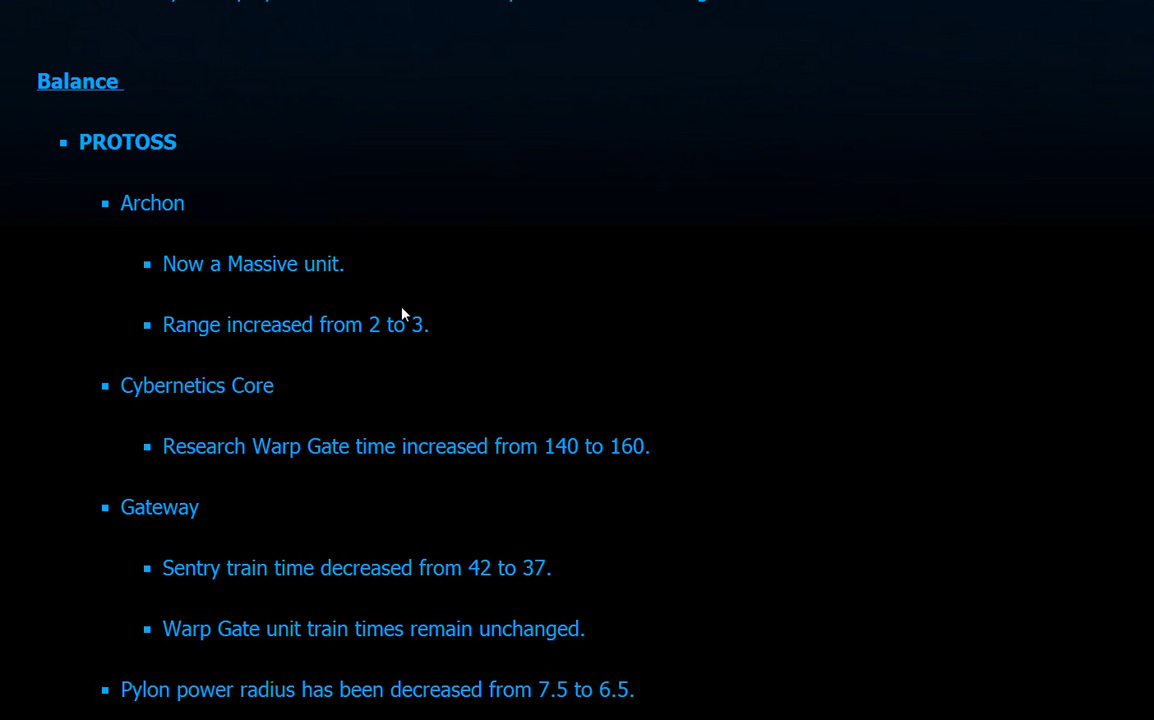 Balance
PROTOSS
Archon
Now a Massive unit.
Range increased from 2 to 3.
Cybernetics Core
Research Warp Gate time increased from 140 to 160.
Gateway
Sentry train time decreased from 42 to 37.
Warp Gate unit train times remain unchanged.
Pylon power radius has been decreased from 7.5 to 6.5.